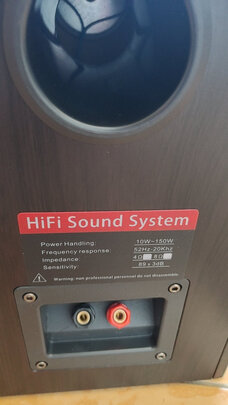 HiFi Sound System
Power Handling: 10W~150W
Frequency response: 52Hz-20Khz
Impedance: 4Ω 8Ω
Sensitivity: 89±3dB
Warning: non professional personnel do not disassemble.